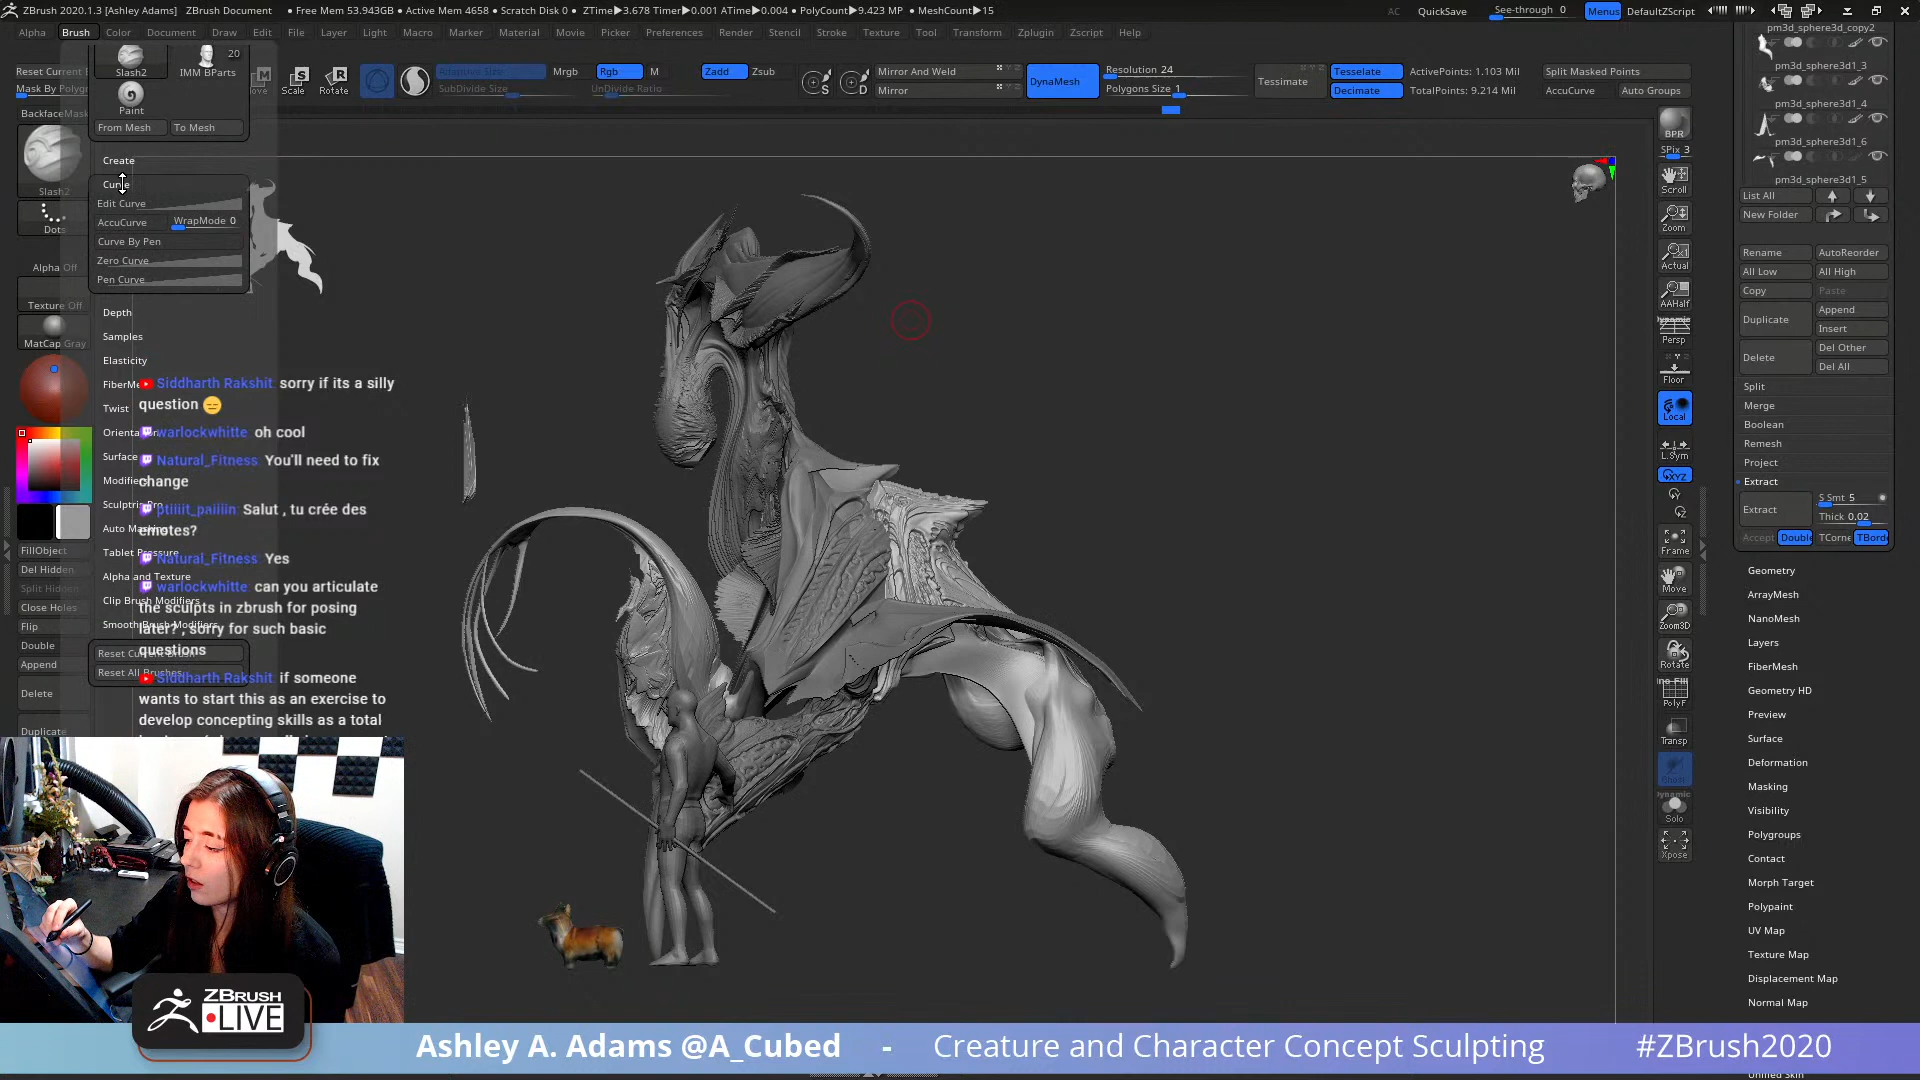 ZBrush 2020.1.3 [Ashley Adams] ZBrush Document • Free Mem 53.943GB • Active Mem 4658 • Scratch Disk 0 • ZTime▶3.678 Timer▶0.001 ATime▶0.004 • PolyCount▶9.423 MP • MeshCount▶15
AC QuickSave See-through 0 Menus DefaultZScript
Alpha Brush Color Document Draw Edit File Layer Light Macro Marker Material Movie Picker Preferences Render Stencil Stroke Texture Tool Transform Zplugin Zscript Help
Reset Current
Mask By Polyg
Backface
Slash2
Dots
Alpha Off
Texture Off
MatCap Gray
FillObject
Del Hidden
Split Hidden
Close Holes
Flip
Double
Append
Delete
Duplicate
Slash2
20
IMM BParts
Paint
From Mesh To Mesh
Create
Edit Curve
AccuCurve WrapMode 0
Curve By Pen
Zero Curve
Pen Curve
Depth
Samples
Elasticity
Twist
Surface
Tablet Pressure
Alpha and Texture
Clip Brush Modifiers
Smooth Brush Modifiers
Scale Rotate
SubDivide Size
Mrgb Rgb M
UnDivide Ratio
Zadd Zsub
S
D
Mirror And Weld
Mirror
DynaMesh
Resolution 24
Polygons Size 1
Tessimate
Tesselate
Decimate
ActivePoints: 1.103 Mil
TotalPoints: 9.214 Mil
Split Masked Points
AccuCurve Auto Groups
Siddharth Rakshit: sorry if its a silly
question
warlockwhitte: oh cool
Natural_Fitness: You'll need to fix
change
ptiiiit_paiiiin: Salut , tu crée des
emotes?
Natural_Fitness: Yes
warlockwhitte: can you articulate
the sculpts in zbrush for posing
later? , sorry for such basic
questions
Siddharth Rakshit: if someone
wants to start this as an exercise to
develop concepting skills as a total
BPR
SPix 3
Scroll
Zoom
Actual
AAHalf
Dynamic
Persp
Floor
Local
L.Sym
Frame
Move
Zoom3D
Rotate
PolyF
Transp
Ghost
Dynamic
Solo
Xpose
pm3d_sphere3d_copy2
pm3d_sphere3d1_3
pm3d_sphere3d1_4
pm3d_sphere3d1_6
pm3d_sphere3d1_5
List All
New Folder
Rename AutoReorder
All Low All High
Copy Paste
Duplicate Append
Insert
Delete Del Other
Del All
Split
Merge
Boolean
Remesh
Project
Extract
Extract S Smt 5
Thick 0.02
Accept Double TCorne TBord
Geometry
ArrayMesh
NanoMesh
Layers
FiberMesh
Geometry HD
Preview
Surface
Deformation
Masking
Visibility
Polygroups
Contact
Morph Target
Polypaint
UV Map
Texture Map
Displacement Map
Normal Map
ZBRUSH
LIVE
Ashley A. Adams @A_Cubed - Creature and Character Concept Sculpting #ZBrush2020